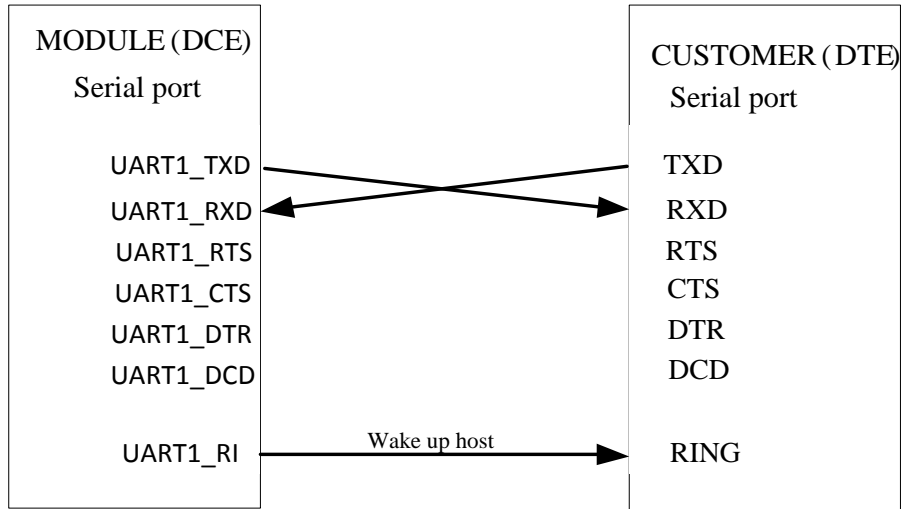 MODULE (DCE)
Serial port
UART1_TXD
UART1_RXD
UART1_RTS
UART1_CTS
UART1_DTR
UART1_DCD
UART1_RI
Wake up host
CUSTOMER ( DTE)
Serial port
TXD
RXD
RTS
CTS
DTR
DCD
RING